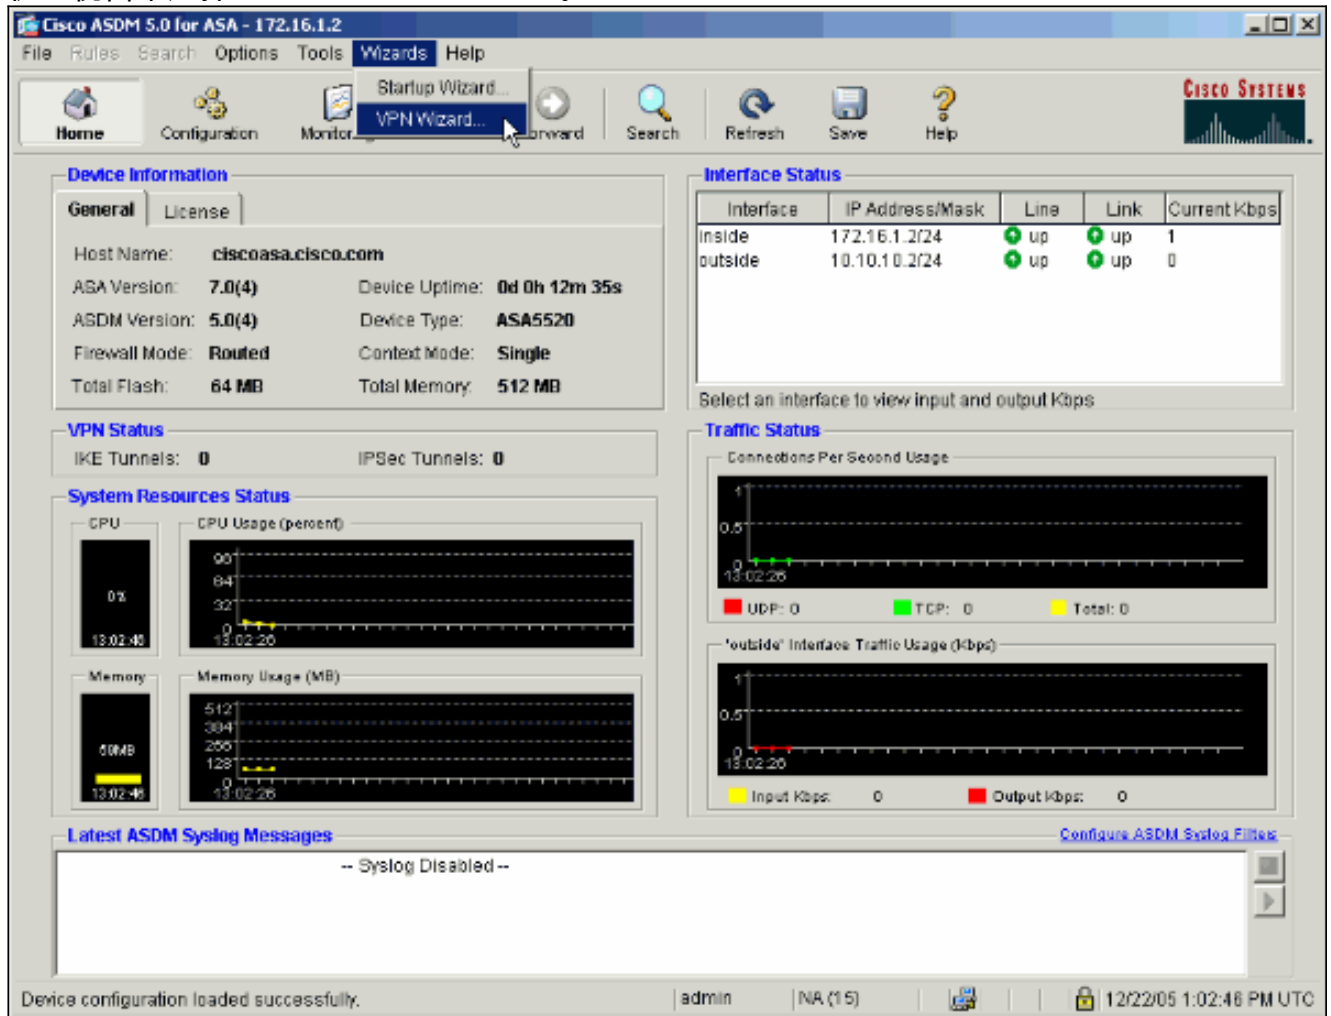 Cisco ASDM 5.0 for ASA - 172.16.1.2
File Rules Search Options Tools Wizards Help
Startup Wizard...
VPN Wizard...
Home Configuration Search Refresh Save Help
CISCO SYSTEMS
Device Information
General License
Host Name: ciscoasa.cisco.com
ASA Version: 7.0(4) Device Uptime: 0d 0h 12m 35s
ASDM Version: 5.0(4) Device Type: ASA5520
Firewall Mode: Routed Context Mode: Single
Total Flash: 64 MB Total Memory: 512 MB
Interface Status
Interface IP Address/Mask Line Link Current Kbps
inside 172.16.1.2/24 up up 1
outside 10.10.10.2/24 up up 0
Select an interface to view input and output Kbps
VPN Status
IKE Tunnels: 0 IPSec Tunnels: 0
System Resources Status
CPU
0%
13:02:46
CPU Usage (percent)
96
64
32
0
13:02:26
Memory
13:02:46
Memory Usage (MB)
512
384
256
128
0
13:02:26
Traffic Status
Connections Per Second Usage
1
0.5
0
13:02:26
UDP: 0 TCP: 0 Total: 0
'outside' Interface Traffic Usage (Kbps)
1
0.5
0
13:02:26
Input Kbps: 0 Output Kbps: 0
Latest ASDM Syslog Messages
Configure ASDM Syslog Filters
-- Syslog Disabled --
Device configuration loaded successfully. admin NA (15) 12/22/05 1:02:46 PM UTC